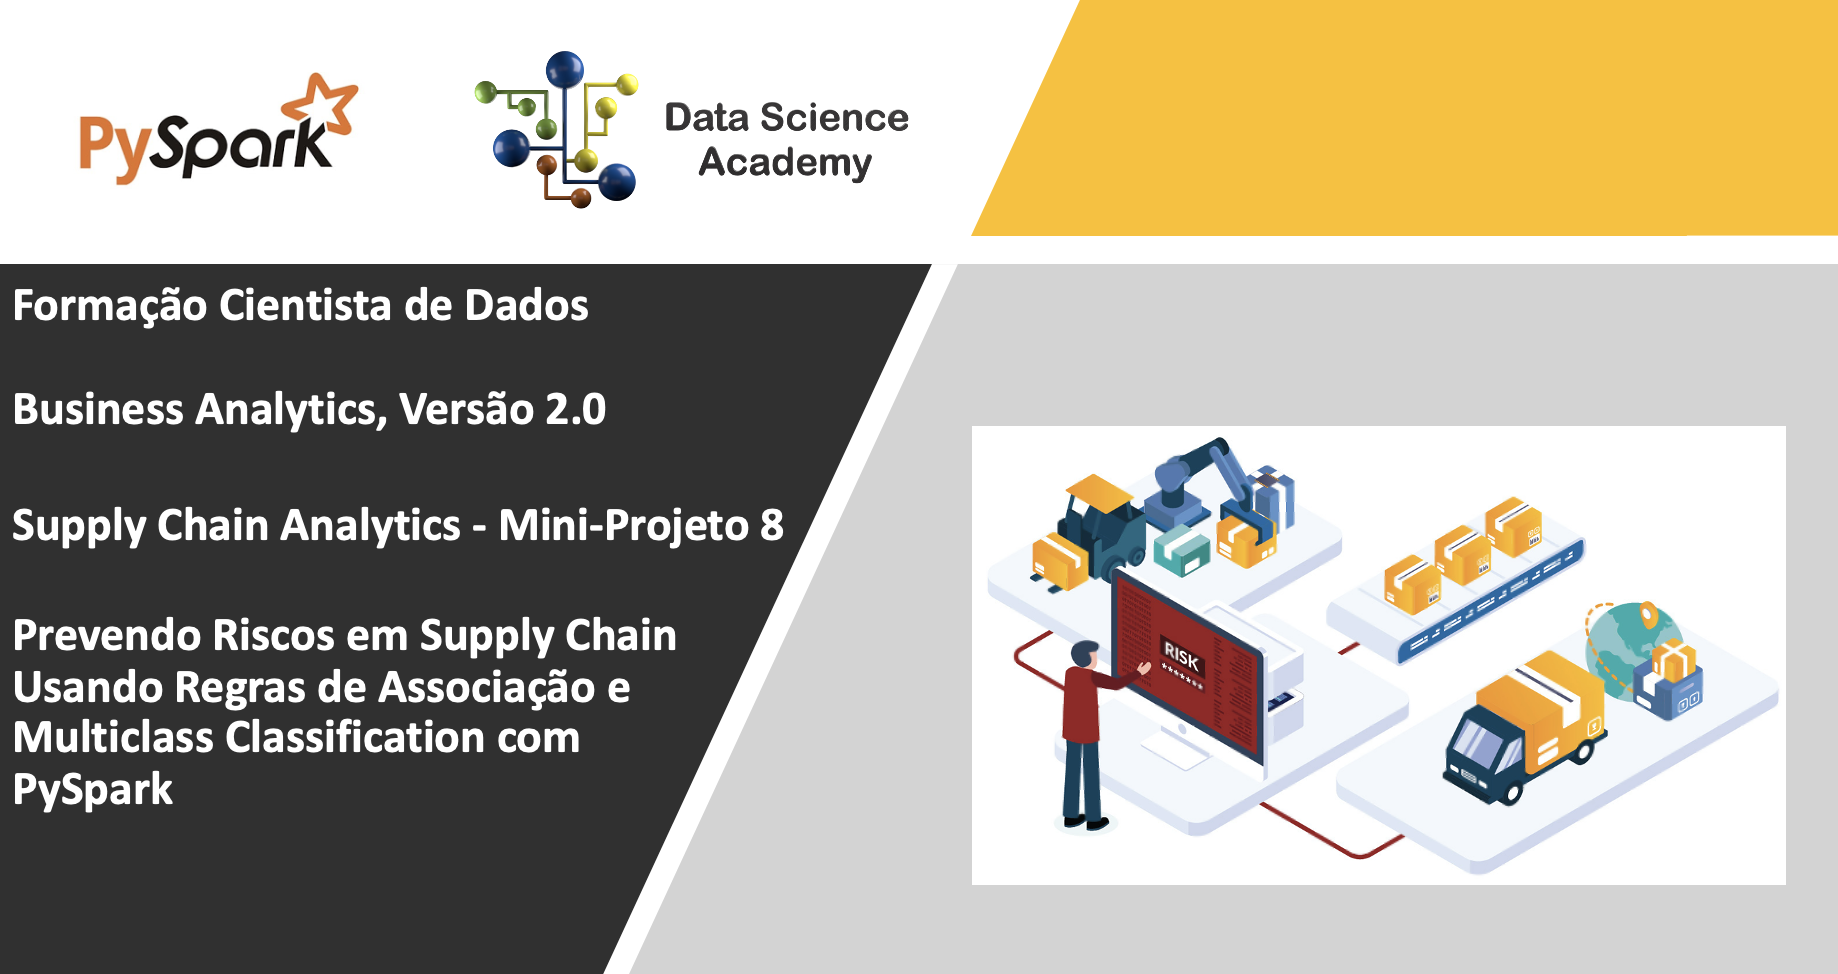 PySpark
Data Science
Academy
Formação Cientista de Dados
Business Analytics, Versão 2.0
Supply Chain Analytics - Mini-Projeto 8
Prevendo Riscos em Supply Chain
Usando Regras de Associação e
Multiclass Classification com
PySpark
RISK
*******